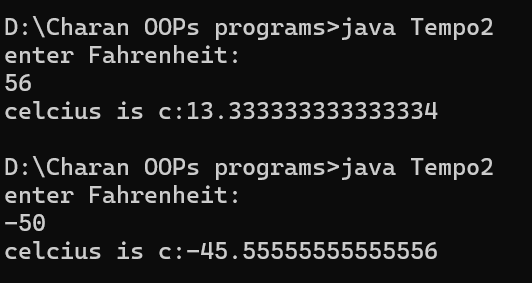 D:\Charan OOPs programs>java Tempo2
enter Fahrenheit:
56
celcius is c:13.333333333333334
D:\Charan OOPs programs>java Tempo2
enter Fahrenheit:
-50
celcius is c:-45.55555555555556